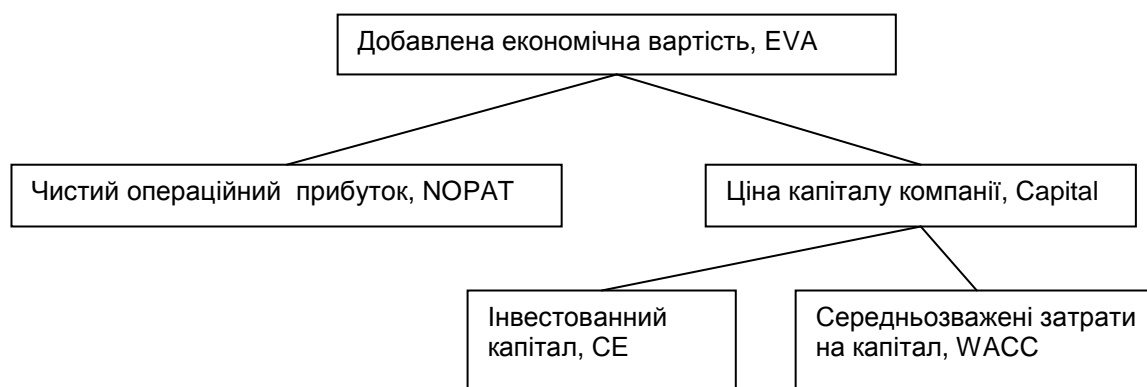 Добавлена економічна вартість, EVA
Чистий операційний прибуток, NOPAT
Ціна капіталу компанії, Capital
Інвестованний
капітал, CE
Середньозважені затрати
на капітал, WACC